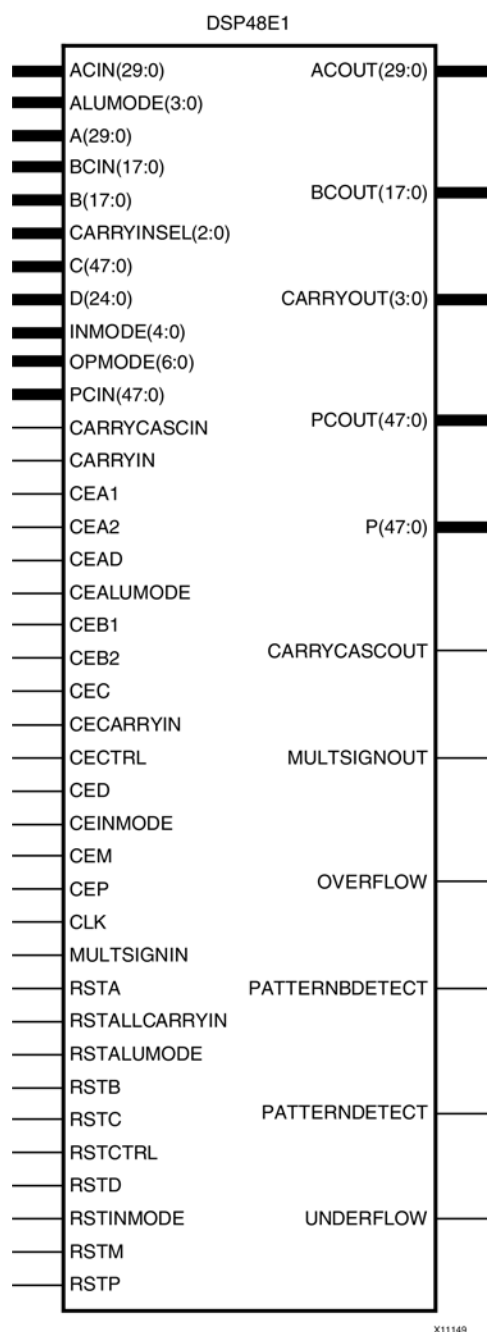 DSP48E1
ACIN(29:0)
ACOUT(29:0)
ALUMODE(3:0)
A(29:0)
BCIN(17:0)
BCOUT(17:0)
B(17:0)
CARRYINSEL(2:0)
C(47:0)
D(24:0)
CARRYOUT(3:0)
INMODE(4:0)
OPMODE(6:0)
PCIN(47:0)
PCOUT(47:0)
CARRYCASCIN
CARRYIN
CEA1
CEA2
P(47:0)
CEAD
CEALUMODE
CEB1
CEB2
CARRYCASCOUT
CEC
CECARRYIN
CECTRL
MULTSIGNOUT
CED
CEINMODE
CEM
CEP
OVERFLOW
CLK
MULTSIGNIN
RSTA
PATTERNBDETECT
RSTALLCARRYIN
RSTALUMODE
RSTB
RSTC
PATTERNDETECT
RSTCTRL
RSTD
RSTINMODE
UNDERFLOW
RSTM
RSTP
X11149